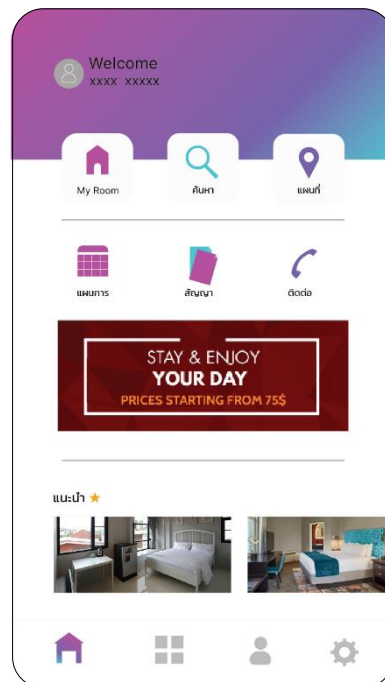 Welcome
xxxx xxxxx
My Room
ค้นหา
แผนที่
แผนการ
สัญญา
ติดต่อ
STAY & ENJOY
YOUR DAY
PRICES STARTING FROM 75$
แนะนำ